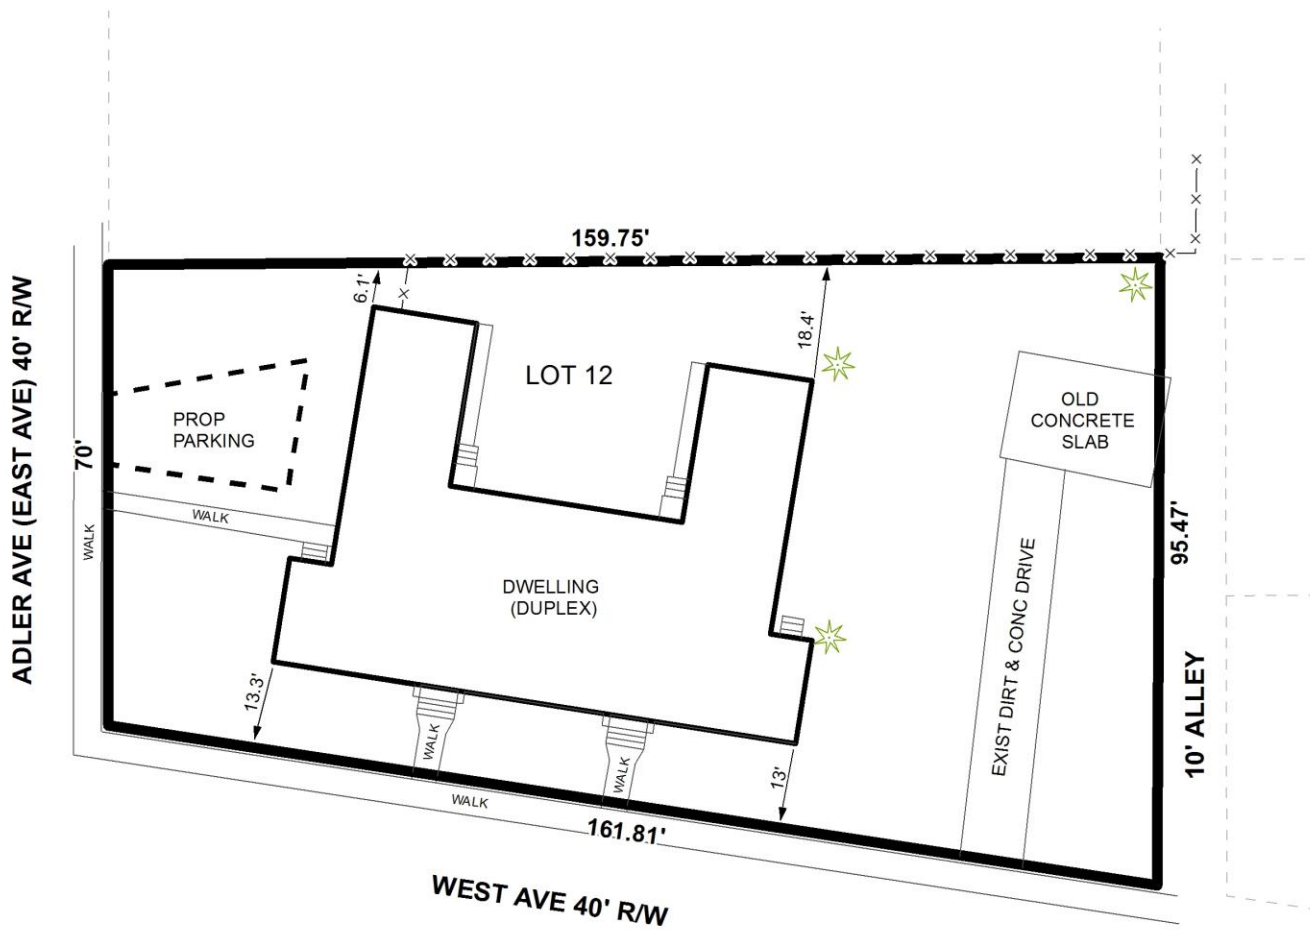 159.75'
6.1'
18.4'
LOT 12
ADLER AVE (EAST AVE) 40' R/W
70'
WALK
PROP
PARKING
WALK
OLD
CONCRETE
SLAB
95.47'
DWELLING
(DUPLEX)
EXIST DIRT & CONC DRIVE
10' ALLEY
13.3'
WALK
WALK
13'
WALK
161.81'
WEST AVE 40' R/W